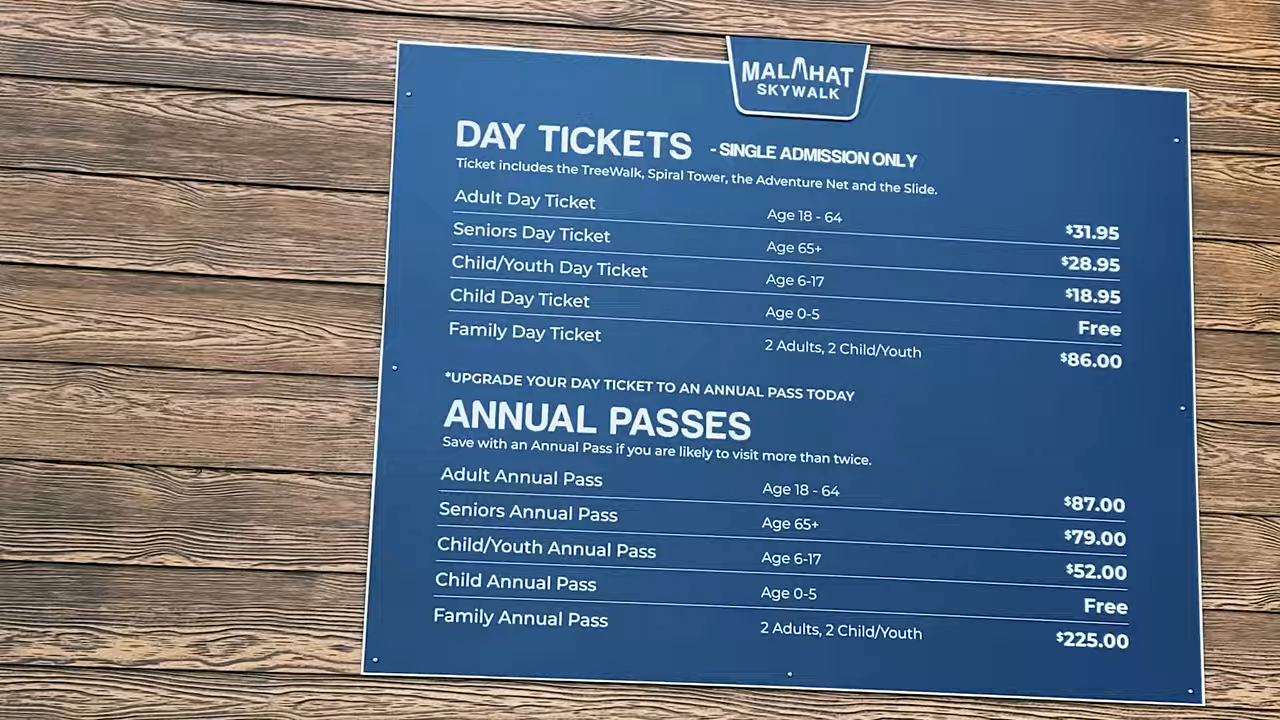 MALAHAT
SKYWALK
DAY TICKETS - SINGLE ADMISSION ONLY
Ticket includes the TreeWalk, Spiral Tower, the Adventure Net and the Slide.
Adult Day Ticket Age 18 - 64 $31.95
Seniors Day Ticket Age 65+ $28.95
Child/Youth Day Ticket Age 6-17 $18.95
Child Day Ticket Age 0-5 Free
Family Day Ticket 2 Adults, 2 Child/Youth $86.00
*UPGRADE YOUR DAY TICKET TO AN ANNUAL PASS TODAY
ANNUAL PASSES
Save with an Annual Pass if you are likely to visit more than twice.
Adult Annual Pass Age 18 - 64 $87.00
Seniors Annual Pass Age 65+ $79.00
Child/Youth Annual Pass Age 6-17 $52.00
Child Annual Pass Age 0-5 Free
Family Annual Pass 2 Adults, 2 Child/Youth $225.00